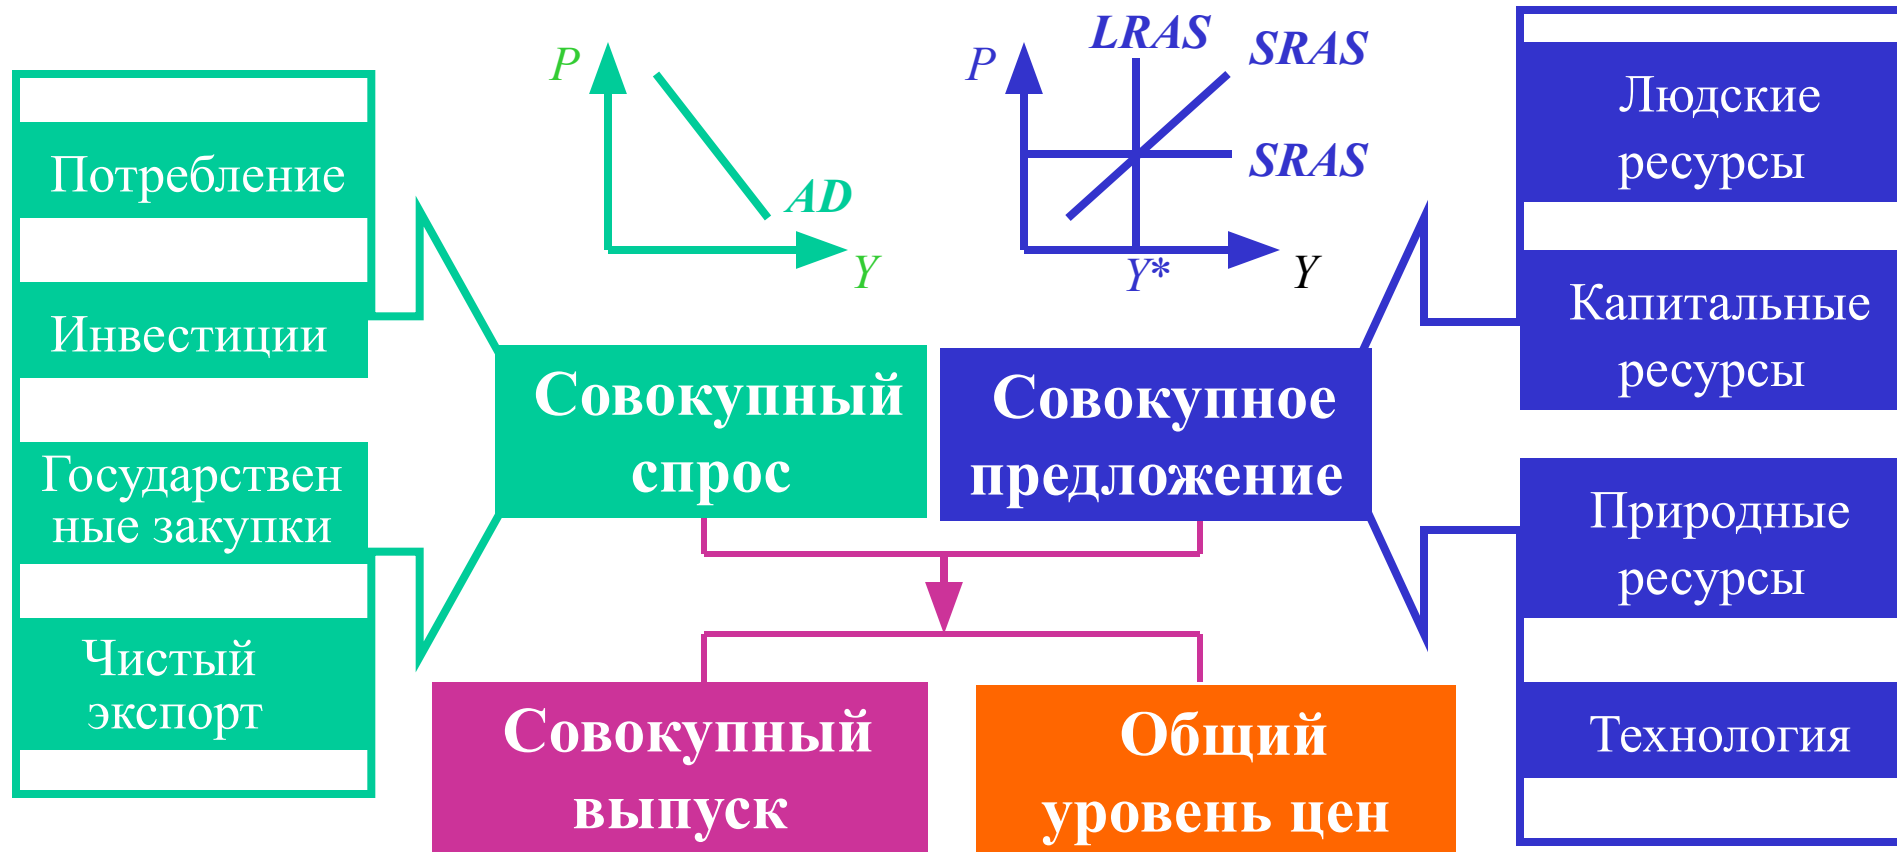 Потребление
Инвестиции
Государствен
ные закупки
Чистый
экспорт
P
AD
Y
P
LRAS
SRAS
SRAS
Y*
Y
Совокупный
спрос
Совокупное
предложение
Людские
ресурсы
Капитальные
ресурсы
Природные
ресурсы
Технология
Совокупный
выпуск
Общий
уровень цен